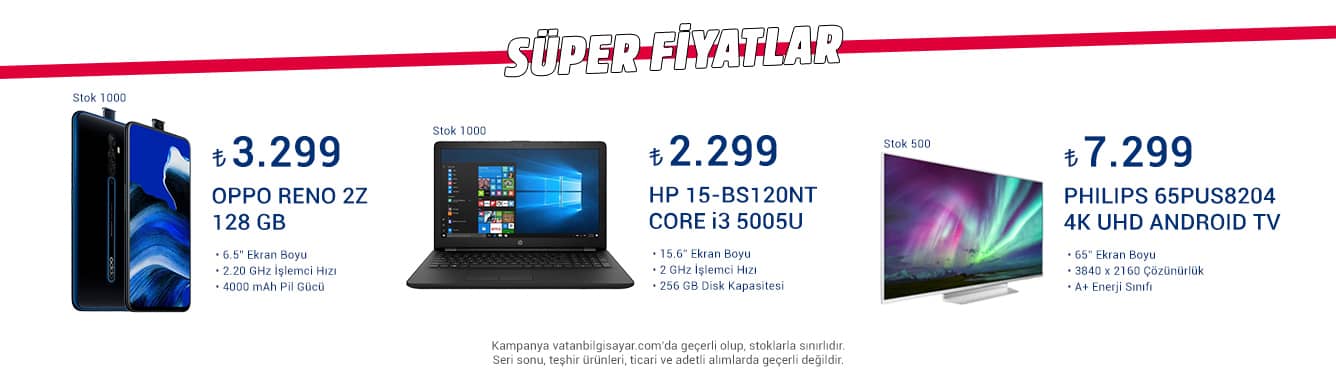 SÜPER FİYATLAR
Stok 1000
₺ 3.299
OPPO RENO 2Z
128 GB
• 6.5" Ekran Boyu
• 2.20 GHz İşlemci Hızı
• 4000 mAh Pil Gücü
oppo
Stok 1000
₺ 2.299
HP 15-BS120NT
CORE i3 5005U
• 15.6" Ekran Boyu
• 2 GHz İşlemci Hızı
• 256 GB Disk Kapasitesi
hp
Stok 500
₺ 7.299
PHILIPS 65PUS8204
4K UHD ANDROID TV
• 65" Ekran Boyu
• 3840 x 2160 Çözünürlük
• A+ Enerji Sınıfı
Kampanya vatanbilgisayar.com'da geçerli olup, stoklarla sınırlıdır.
Seri sonu, teşhir ürünleri, ticari ve adetli alımlarda geçerli değildir.